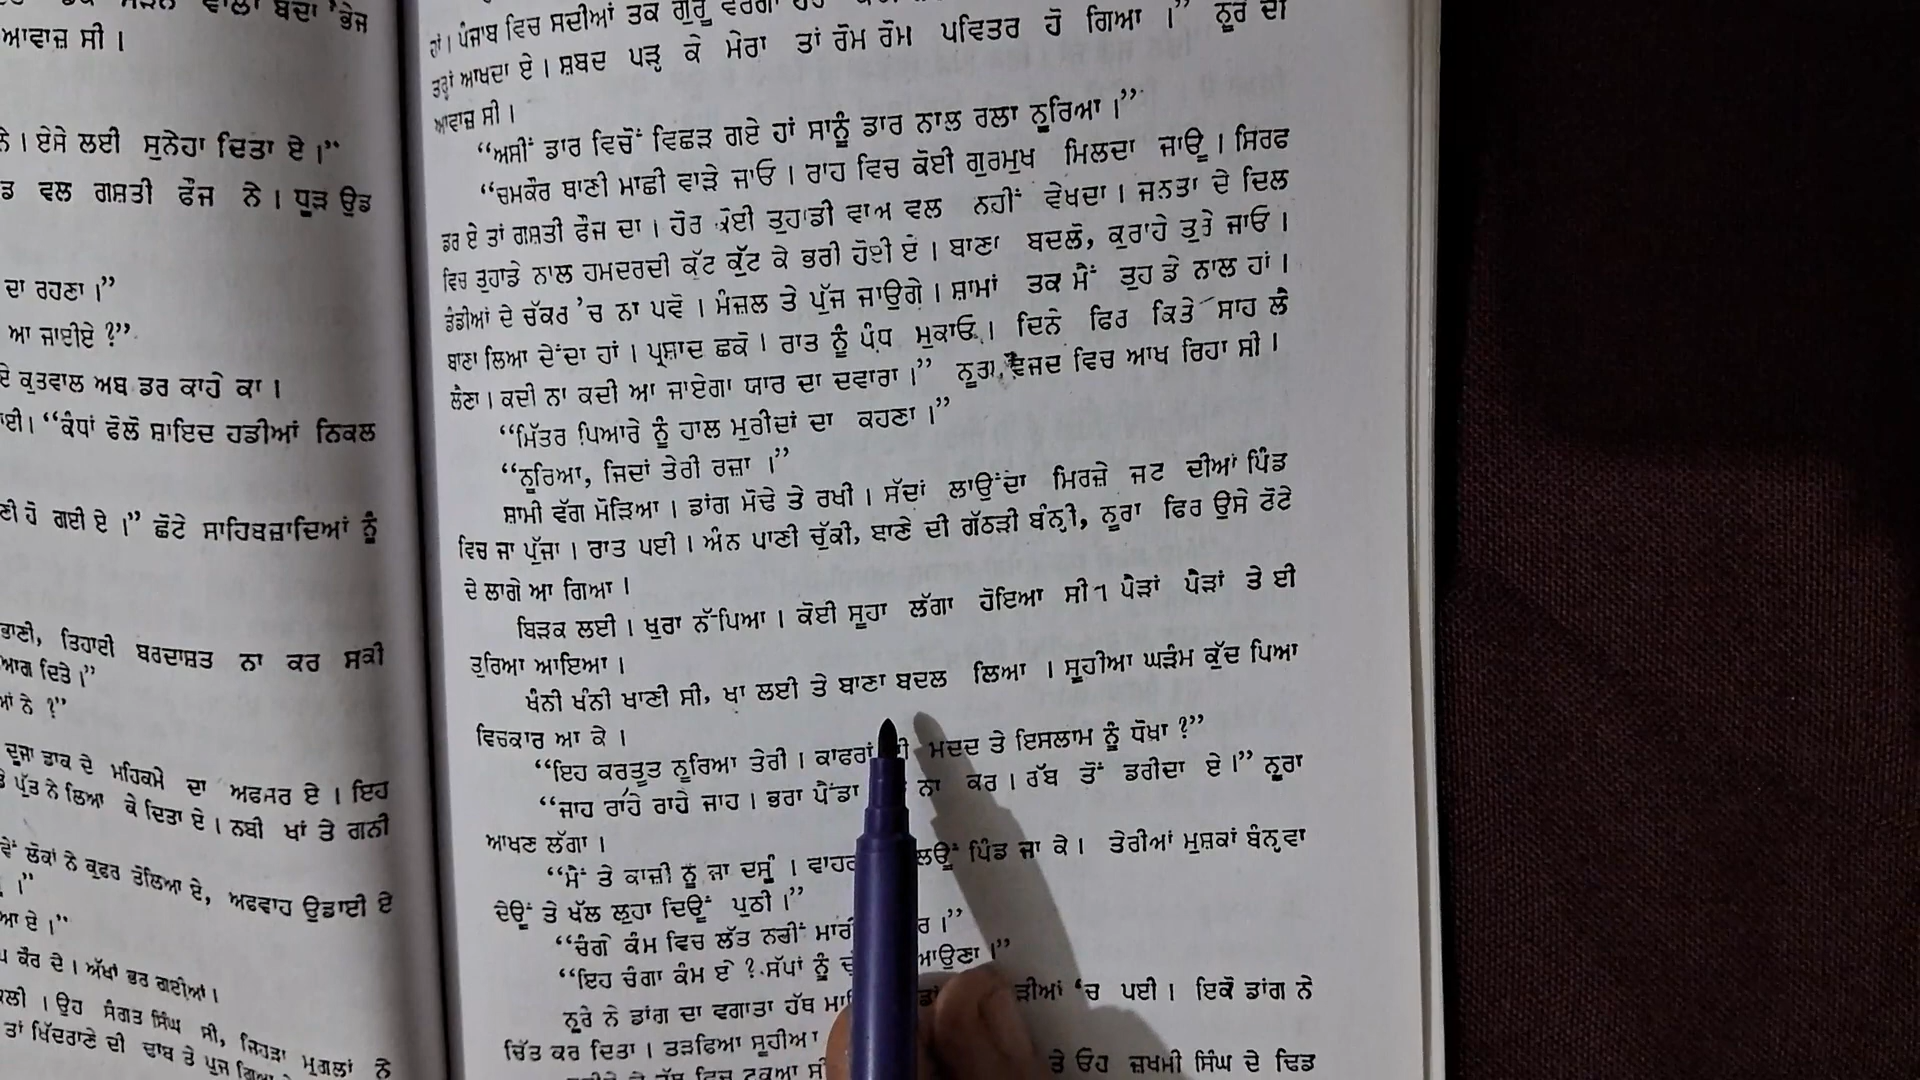 ਵਾਲਾ ਬੰਦਾ ਭੇਜ
ਆਵਾਜ਼ ਸੀ ।
ਨੇ । ਏਸੇ ਲਈ ਸੁਨੇਹਾ ਦਿਤਾ ਏ ।”
ਵਲ ਗਸ਼ਤੀ ਫੌਜ ਨੇ । ਧੂੜ ਉਡ
ਦਾ ਰਹਣਾ ।”
ਆ ਜਾਈਏ ?”
ਏ ਕੁਤਵਾਲ ਅਬ ਡਰ ਕਾਹੇ ਕਾ ।
“ਕੰਧਾਂ ਫੋਲੋ ਸ਼ਾਇਦ ਹਡੀਆਂ ਨਿਕਲ
ਹੋ ਗਈ ਏ ।” ਛੋਟੇ ਸਾਹਿਬਜ਼ਾਦਿਆਂ ਨੂੰ
ਤਿਹਾਈ ਬਰਦਾਸ਼ਤ ਨਾ ਕਰ ਸਕੀ
ਦਿਤੇ ।”
ਨੇ ?”
ਦੂਜਾ ਡਾਕ ਦੇ ਮਹਿਕਮੇ ਦਾ ਅਫਸਰ ਏ । ਇਹ
ਪੁੱਤ ਨੇ ਲਿਆ ਕੇ ਦਿਤਾ ਏ । ਨਬੀ ਖਾਂ ਤੇ ਗਨੀ
ਲੋਕਾਂ ਨੇ ਕੁਫਰ ਤੋਲਿਆ ਏ, ਅਫਵਾਹ ਉਡਾਈ ਏ
।”
ਆ ਏ ।”
ਕੌਰ ਦੇ । ਅੱਖਾਂ ਭਰ ਗਈਆਂ ।
। ਉਹ ਸੰਗਤ ਸਿੰਘ ਸੀ, ਜਿਹੜਾ ਮੁਗਲਾਂ ਨੇ
ਤਾਂ ਖਿੱਦਰਾਣੇ ਦੀ ਢਾਬ ਤੇ ਪੁਜ
ਹਾਂ । ਪੰਜਾਬ ਵਿਚ ਸਦੀਆਂ ਤਕ ਗੁਰੂ ਵਰਗਾ
ਤਰ੍ਹਾਂ ਆਖਦਾ ਏ । ਸ਼ਬਦ ਪੜ੍ਹ ਕੇ ਮੇਰਾ ਤਾਂ ਰੋਮ ਰੋਮ ਪਵਿਤਰ ਹੋ ਗਿਆ ।” ਨੂਰੇ ਦੀ
ਆਵਾਜ਼ ਸੀ ।
“ਅਸੀਂ ਡਾਰ ਵਿਚੋਂ ਵਿਛੜ ਗਏ ਹਾਂ ਸਾਨੂੰ ਡਾਰ ਨਾਲ ਰਲਾ ਨੂਰਿਆ ।”
“ਚਮਕੌਰ ਥਾਣੀ ਮਾਛੀ ਵਾੜੇ ਜਾਓ । ਰਾਹ ਵਿਚ ਕੋਈ ਗੁਰਮੁਖ ਮਿਲਦਾ ਜਾਊ । ਸਿਰਫ
ਡਰ ਏ ਤਾਂ ਗਸ਼ਤੀ ਫੌਜ ਦਾ । ਹੋਰ ਕੋਈ ਤੁਹਾਡੀ ਵਾਅ ਵਲ ਨਹੀਂ ਵੇਖਦਾ । ਜਨਤਾ ਦੇ ਦਿਲ
ਵਿਚ ਤੁਹਾਡੇ ਨਾਲ ਹਮਦਰਦੀ ਕੁੱਟ ਕੁੱਟ ਕੇ ਭਰੀ ਹੋਈ ਏ । ਬਾਣਾ ਬਦਲੋ, ਕੁਰਾਹੇ ਤੁਰੇ ਜਾਓ ।
ਡੰਡੀਆਂ ਦੇ ਚੱਕਰ ’ਚ ਨਾ ਪਵੋ । ਮੰਜ਼ਲ ਤੇ ਪੁੱਜ ਜਾਉਗੇ । ਸ਼ਾਮਾਂ ਤਕ ਮੈਂ ਤੁਹਾਡੇ ਨਾਲ ਹਾਂ ।
ਬਾਣਾ ਲਿਆ ਦੇਂਦਾ ਹਾਂ । ਪ੍ਰਸ਼ਾਦ ਛਕੋ । ਰਾਤ ਨੂੰ ਪੰਧ ਮੁਕਾਓ । ਦਿਨੇ ਫਿਰ ਕਿਤੇ ਸਾਹ ਲੈ
ਲੈਣਾ । ਕਦੀ ਨਾ ਕਦੀ ਆ ਜਾਏਗਾ ਯਾਰ ਦਾ ਦਵਾਰਾ ।” ਨੂਰਾ ਵਜਦ ਵਿਚ ਆਖ ਰਿਹਾ ਸੀ ।
“ਮਿੱਤਰ ਪਿਆਰੇ ਨੂੰ ਹਾਲ ਮੁਰੀਦਾਂ ਦਾ ਕਹਣਾ ।”
“ਨੂਰਿਆ, ਜਿਦਾਂ ਤੇਰੀ ਰਜ਼ਾ ।”
ਸ਼ਾਮੀ ਵੱਗ ਮੋੜਿਆ । ਡਾਂਗ ਮੋਢੇ ਤੇ ਰਖੀ । ਸੱਦਾਂ ਲਾਉਂਦਾ ਮਿਰਜ਼ੇ ਜਟ ਦੀਆਂ ਪਿੰਡ
ਵਿਚ ਜਾ ਪੁੱਜਾ । ਰਾਤ ਪਈ । ਅੰਨ ਪਾਣੀ ਚੁੱਕੀ, ਬਾਣੇ ਦੀ ਗੱਠੜੀ ਬੰਨ੍ਹੀ, ਨੂਰਾ ਫਿਰ ਉਸੇ ਟੋਟੇ
ਦੇ ਲਾਗੇ ਆ ਗਿਆ ।
ਬਿੜਕ ਲਈ । ਖੁਰਾ ਨੱਪਿਆ । ਕੋਈ ਸੂਹਾ ਲੱਗਾ ਹੋਇਆ ਸੀ । ਪੈੜਾਂ ਪੈੜਾਂ ਤੇ ਈ
ਤੁਰਿਆ ਆਇਆ ।
ਖੰਨੀ ਖੰਨੀ ਖਾਣੀ ਸੀ, ਖਾ ਲਈ ਤੇ ਬਾਣਾ ਬਦਲ ਲਿਆ । ਸੂਹੀਆ ਘੜੰਮ ਕੁੱਦ ਪਿਆ
ਵਿਚਕਾਰ ਆ ਕੇ ।
“ਇਹ ਕਰਤੂਤ ਨੂਰਿਆ ਤੇਰੀ । ਕਾਫਰਾਂ ਮਦਦ ਤੇ ਇਸਲਾਮ ਨੂੰ ਧੋਖਾ ?”
“ਜਾਹ ਰਾਹੇ ਰਾਹੇ ਜਾਹ । ਭਰਾ ਪੈਂਡਾ ਨਾ ਕਰ । ਰੱਬ ਤੋਂ ਡਰੀਦਾ ਏ ।” ਨੂਰਾ
ਆਖਣ ਲੱਗਾ ।
“ਮੈਂ ਤੇ ਕਾਜ਼ੀ ਨੂੰ ਜਾ ਦਸੂੰ । ਪਿੰਡ ਜਾ ਕੇ । ਤੇਰੀਆਂ ਮੁਸ਼ਕਾਂ ਬੰਨ੍ਹਵਾ
ਦੇਊਂ ਤੇ ਖੱਲ ਲੁਹਾ ਦਿਊਂ ਪੁਠੀ ।”
“ਚੰਗੇ ਕੰਮ ਵਿਚ ਲੱਤ ਨਹੀਂ ।”
“ਇਹ ਚੰਗਾ ਕੰਮ ਏ ? ਸੱਪਾਂ ਨੂੰ ।”
ਨੂਰੇ ਨੇ ਡਾਂਗ ਦਾ ਵਗਾਤਾ ਹੱਥ ’ਚ ਪਈ । ਇਕੋ ਡਾਂਗ ਨੇ
ਚਿੱਤ ਕਰ ਦਿਤਾ । ਤੜਫਿਆ ਸੂਹੀਆ
ਤੇ ਓਹ ਜ਼ਖਮੀ ਸਿੰਘ ਦੇ ਢਿਡ